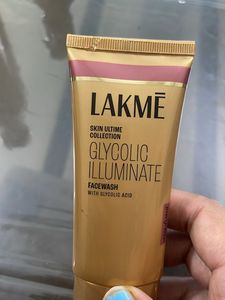 LAKMĒ
SKIN ULTIME
COLLECTION
GLYCOLIC
ILLUMINATE
FACEWASH
WITH GLYCOLIC ACID